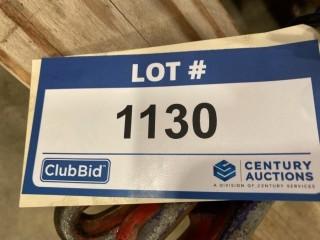 LOT #
1130
ClubBid
CENTURY
AUCTIONS
A DIVISION OF CENTURY SERVICES